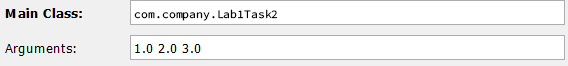 Main Class: com.company.Lab1Task2
Arguments: 1.0 2.0 3.0